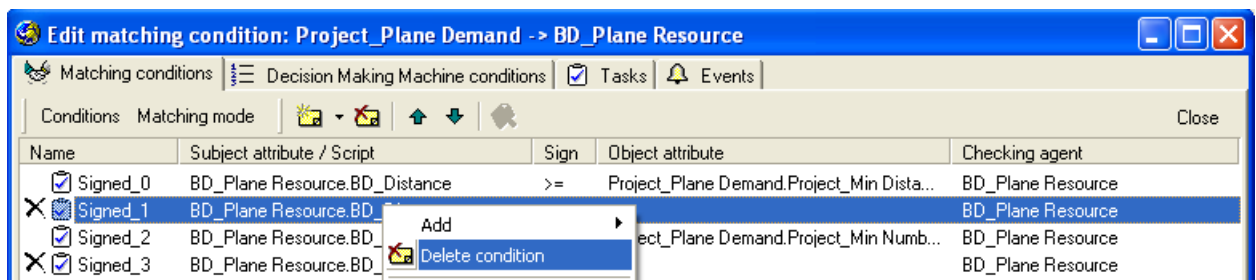 Edit matching condition: Project_Plane Demand -> BD_Plane Resource
Matching conditions Decision Making Machine conditions Tasks Events
Conditions Matching mode Close
Name Subject attribute / Script Sign Object attribute Checking agent
Signed_0 BD_Plane Resource.BD_Distance >= Project_Plane Demand.Project_Min Dista... BD_Plane Resource
Signed_1 BD_Plane Resource.BD_ BD_Plane Resource
Add
Signed_2 BD_Plane Resource.BD_ ect_Plane Demand.Project_Min Numb... BD_Plane Resource
Delete condition
Signed_3 BD_Plane Resource.BD_ BD_Plane Resource